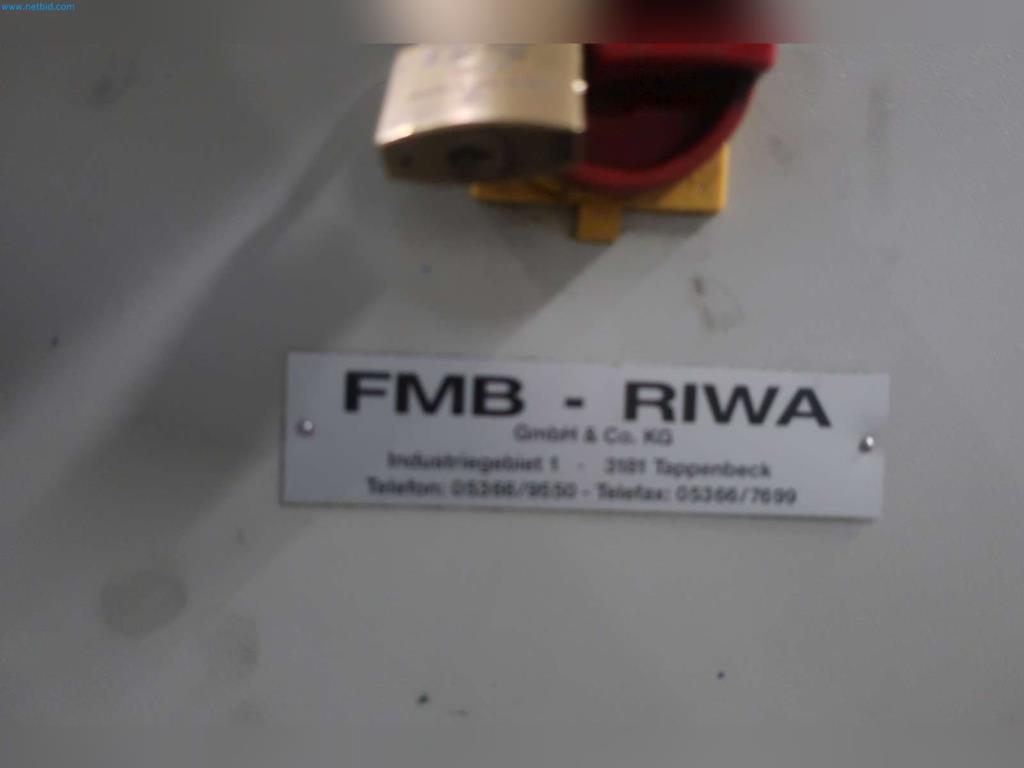 www.netbid.com
FMB - RIWA
GmbH & Co. KG
Industriegebiet 1 - 3181 Tappenbeck
Telefon: 05366/9550 - Telefax: 05366/7699